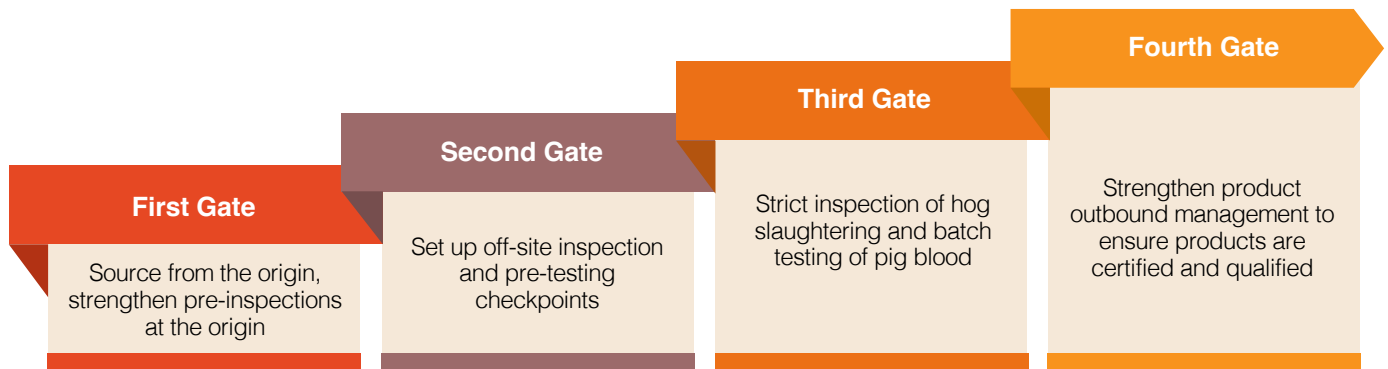 First Gate
Source from the origin,
strengthen pre-inspections
at the origin
Second Gate
Set up off-site inspection
and pre-testing
checkpoints
Third Gate
Strict inspection of hog
slaughtering and batch
testing of pig blood
Fourth Gate
Strengthen product
outbound management to
ensure products are
certified and qualified